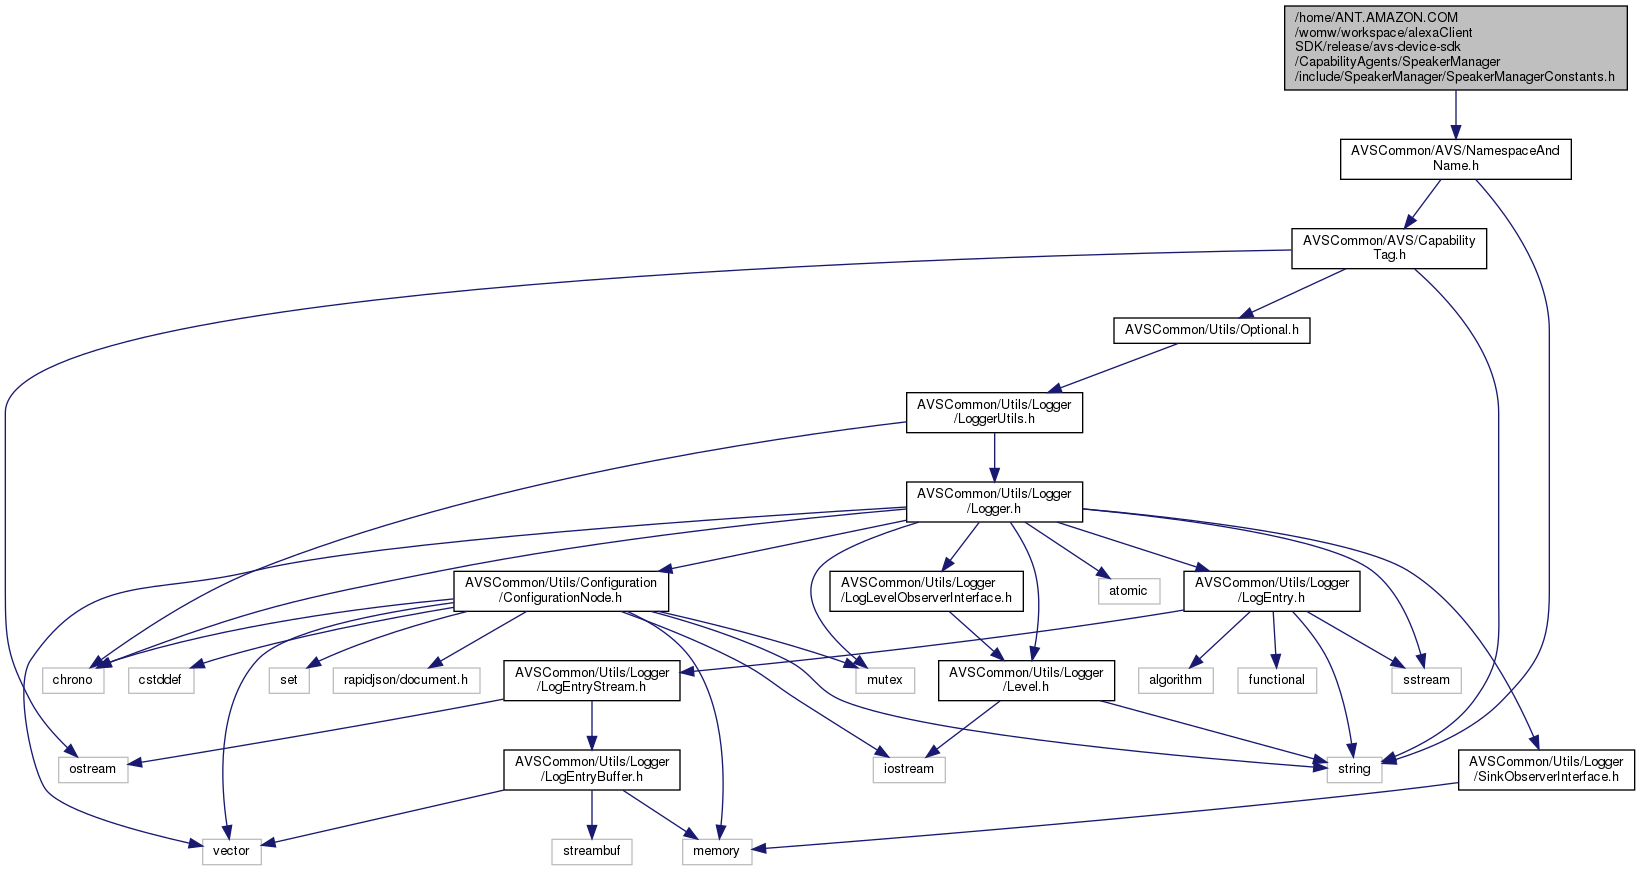 /home/ANT.AMAZON.COM
/womw/workspace/alexaClient
SDK/release/avs-device-sdk
/CapabilityAgents/SpeakerManager
/include/SpeakerManager/SpeakerManagerConstants.h
AVSCommon/AVS/NamespaceAnd
Name.h
AVSCommon/AVS/Capability
Tag.h
AVSCommon/Utils/Optional.h
AVSCommon/Utils/Logger
/LoggerUtils.h
AVSCommon/Utils/Logger
/Logger.h
AVSCommon/Utils/Configuration
/ConfigurationNode.h
AVSCommon/Utils/Logger
/LogLevelObserverInterface.h
atomic
AVSCommon/Utils/Logger
/LogEntry.h
chrono
cstddef
set
rapidjson/document.h
AVSCommon/Utils/Logger
/LogEntryStream.h
mutex
AVSCommon/Utils/Logger
/Level.h
algorithm
functional
sstream
ostream
AVSCommon/Utils/Logger
/LogEntryBuffer.h
iostream
string
AVSCommon/Utils/Logger
/SinkObserverInterface.h
vector
streambuf
memory